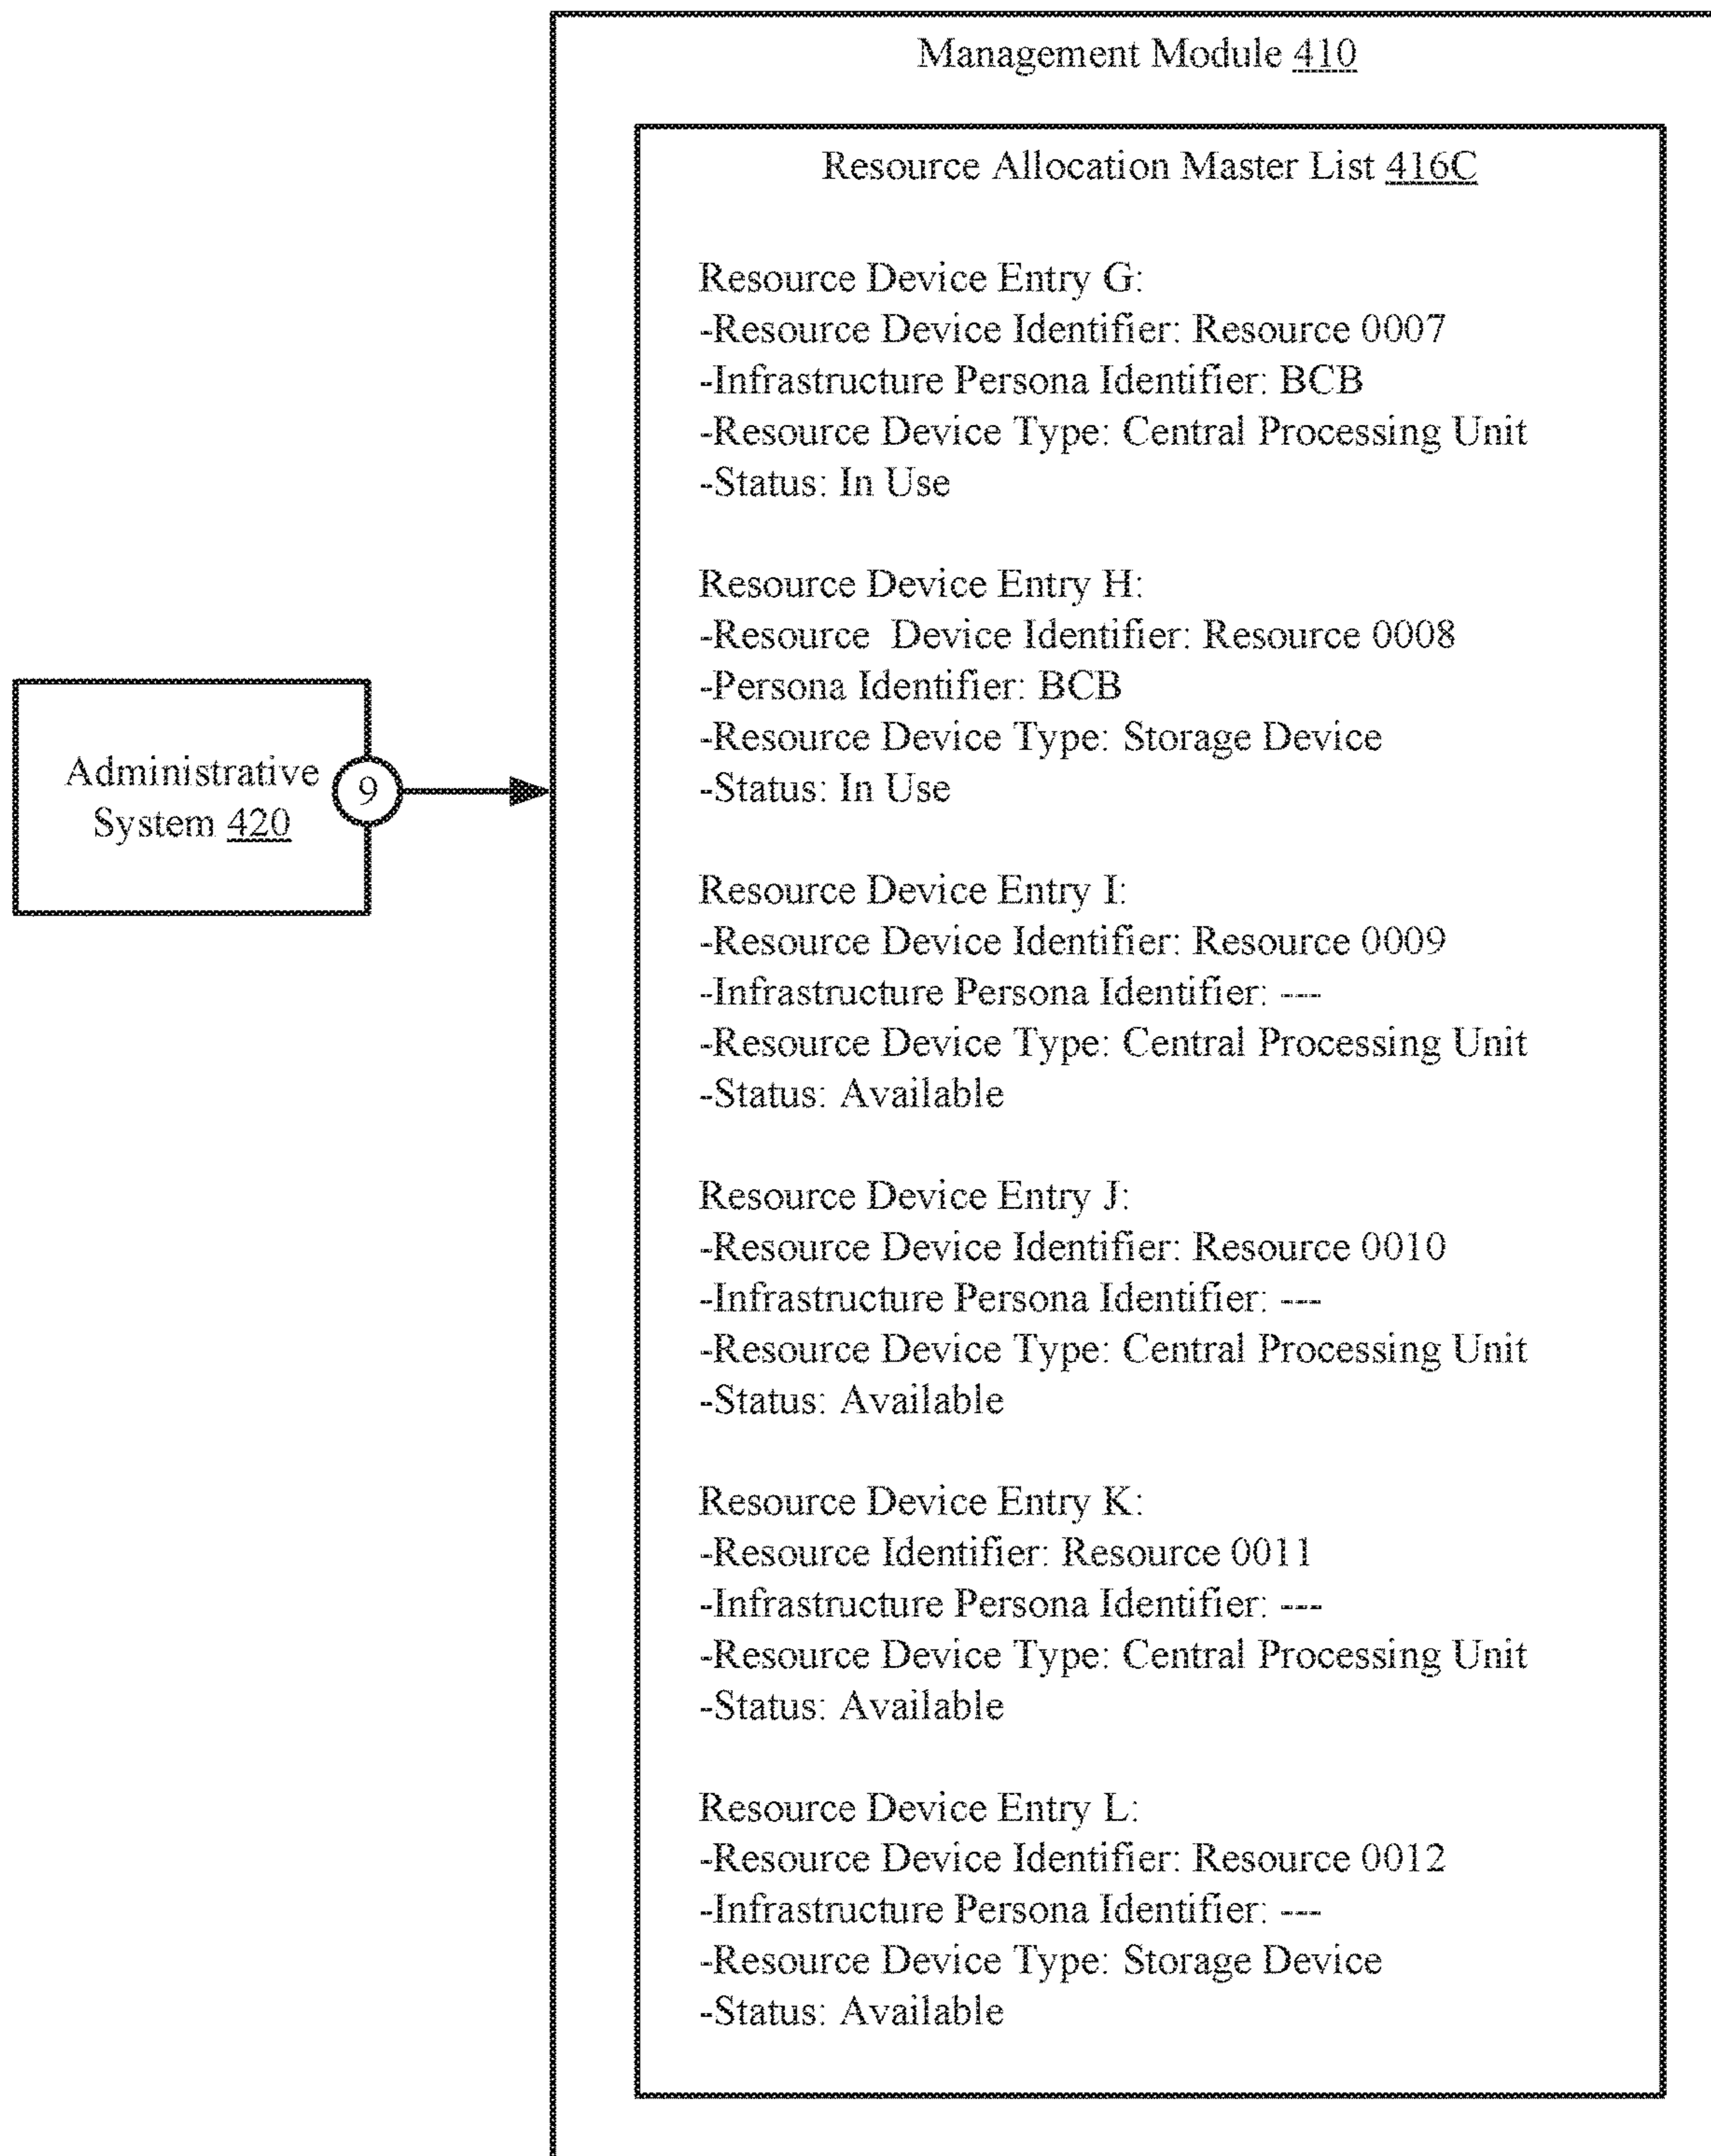 Management Module 410
Resource Allocation Master List 416C
Resource Device Entry G:
-Resource Device Identifier: Resource 0007
-Infrastructure Persona Identifier: BCB
-Resource Device Type: Central Processing Unit
-Status: In Use
Resource Device Entry H:
-Resource  Device Identifier: Resource 0008
-Persona Identifier: BCB
-Resource Device Type: Storage Device
-Status: In Use
Administrative
System 420
9
Resource Device Entry I:
-Resource Device Identifier: Resource 0009
-Infrastructure Persona Identifier: ---
-Resource Device Type: Central Processing Unit
-Status: Available
Resource Device Entry J:
-Resource Device Identifier: Resource 0010
-Infrastructure Persona Identifier: ---
-Resource Device Type: Central Processing Unit
-Status: Available
Resource Device Entry K:
-Resource Identifier: Resource 0011
-Infrastructure Persona Identifier: ---
-Resource Device Type: Central Processing Unit
-Status: Available
Resource Device Entry L:
-Resource Device Identifier: Resource 0012
-Infrastructure Persona Identifier: ---
-Resource Device Type: Storage Device
-Status: Available